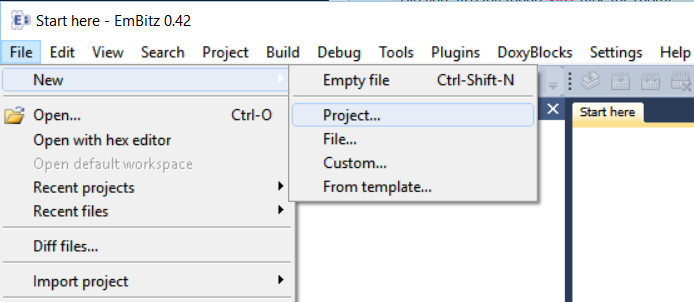 Start here - EmBitz 0.42
File Edit View Search Project Build Debug Tools Plugins DoxyBlocks Settings Help
New
Empty file Ctrl-Shift-N
Project...
File...
Custom...
From template...
Open... Ctrl-O
Open with hex editor
Open default workspace
Recent projects
Recent files
Diff files...
Import project
Start here